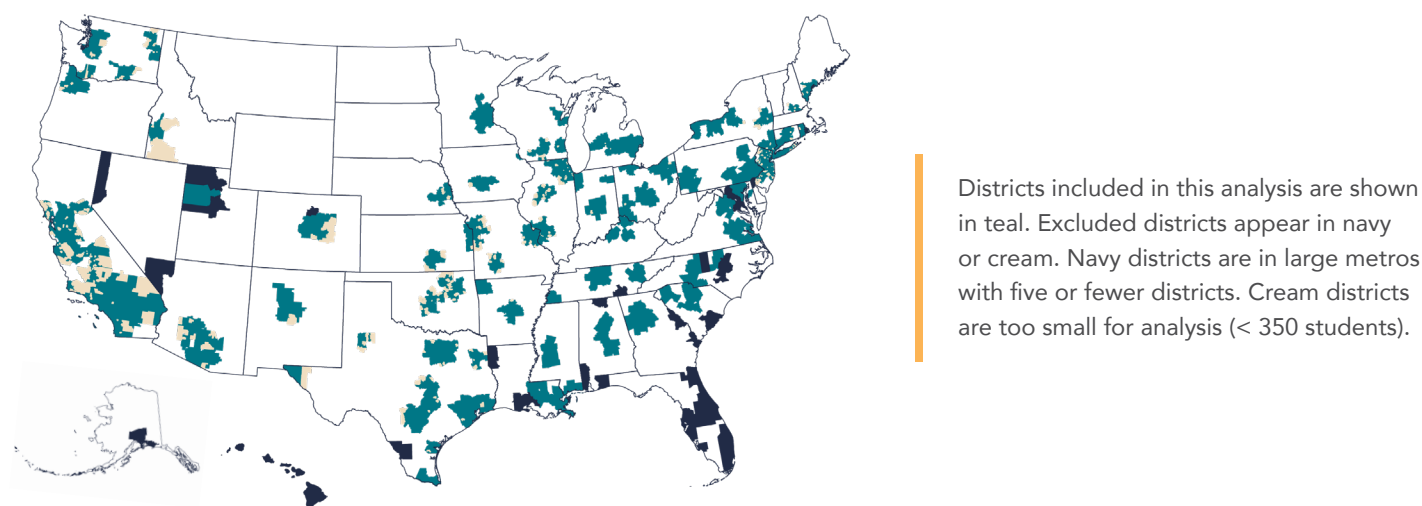 Districts included in this analysis are shown
in teal. Excluded districts appear in navy
or cream. Navy districts are in large metros
with five or fewer districts. Cream districts
are too small for analysis (< 350 students).